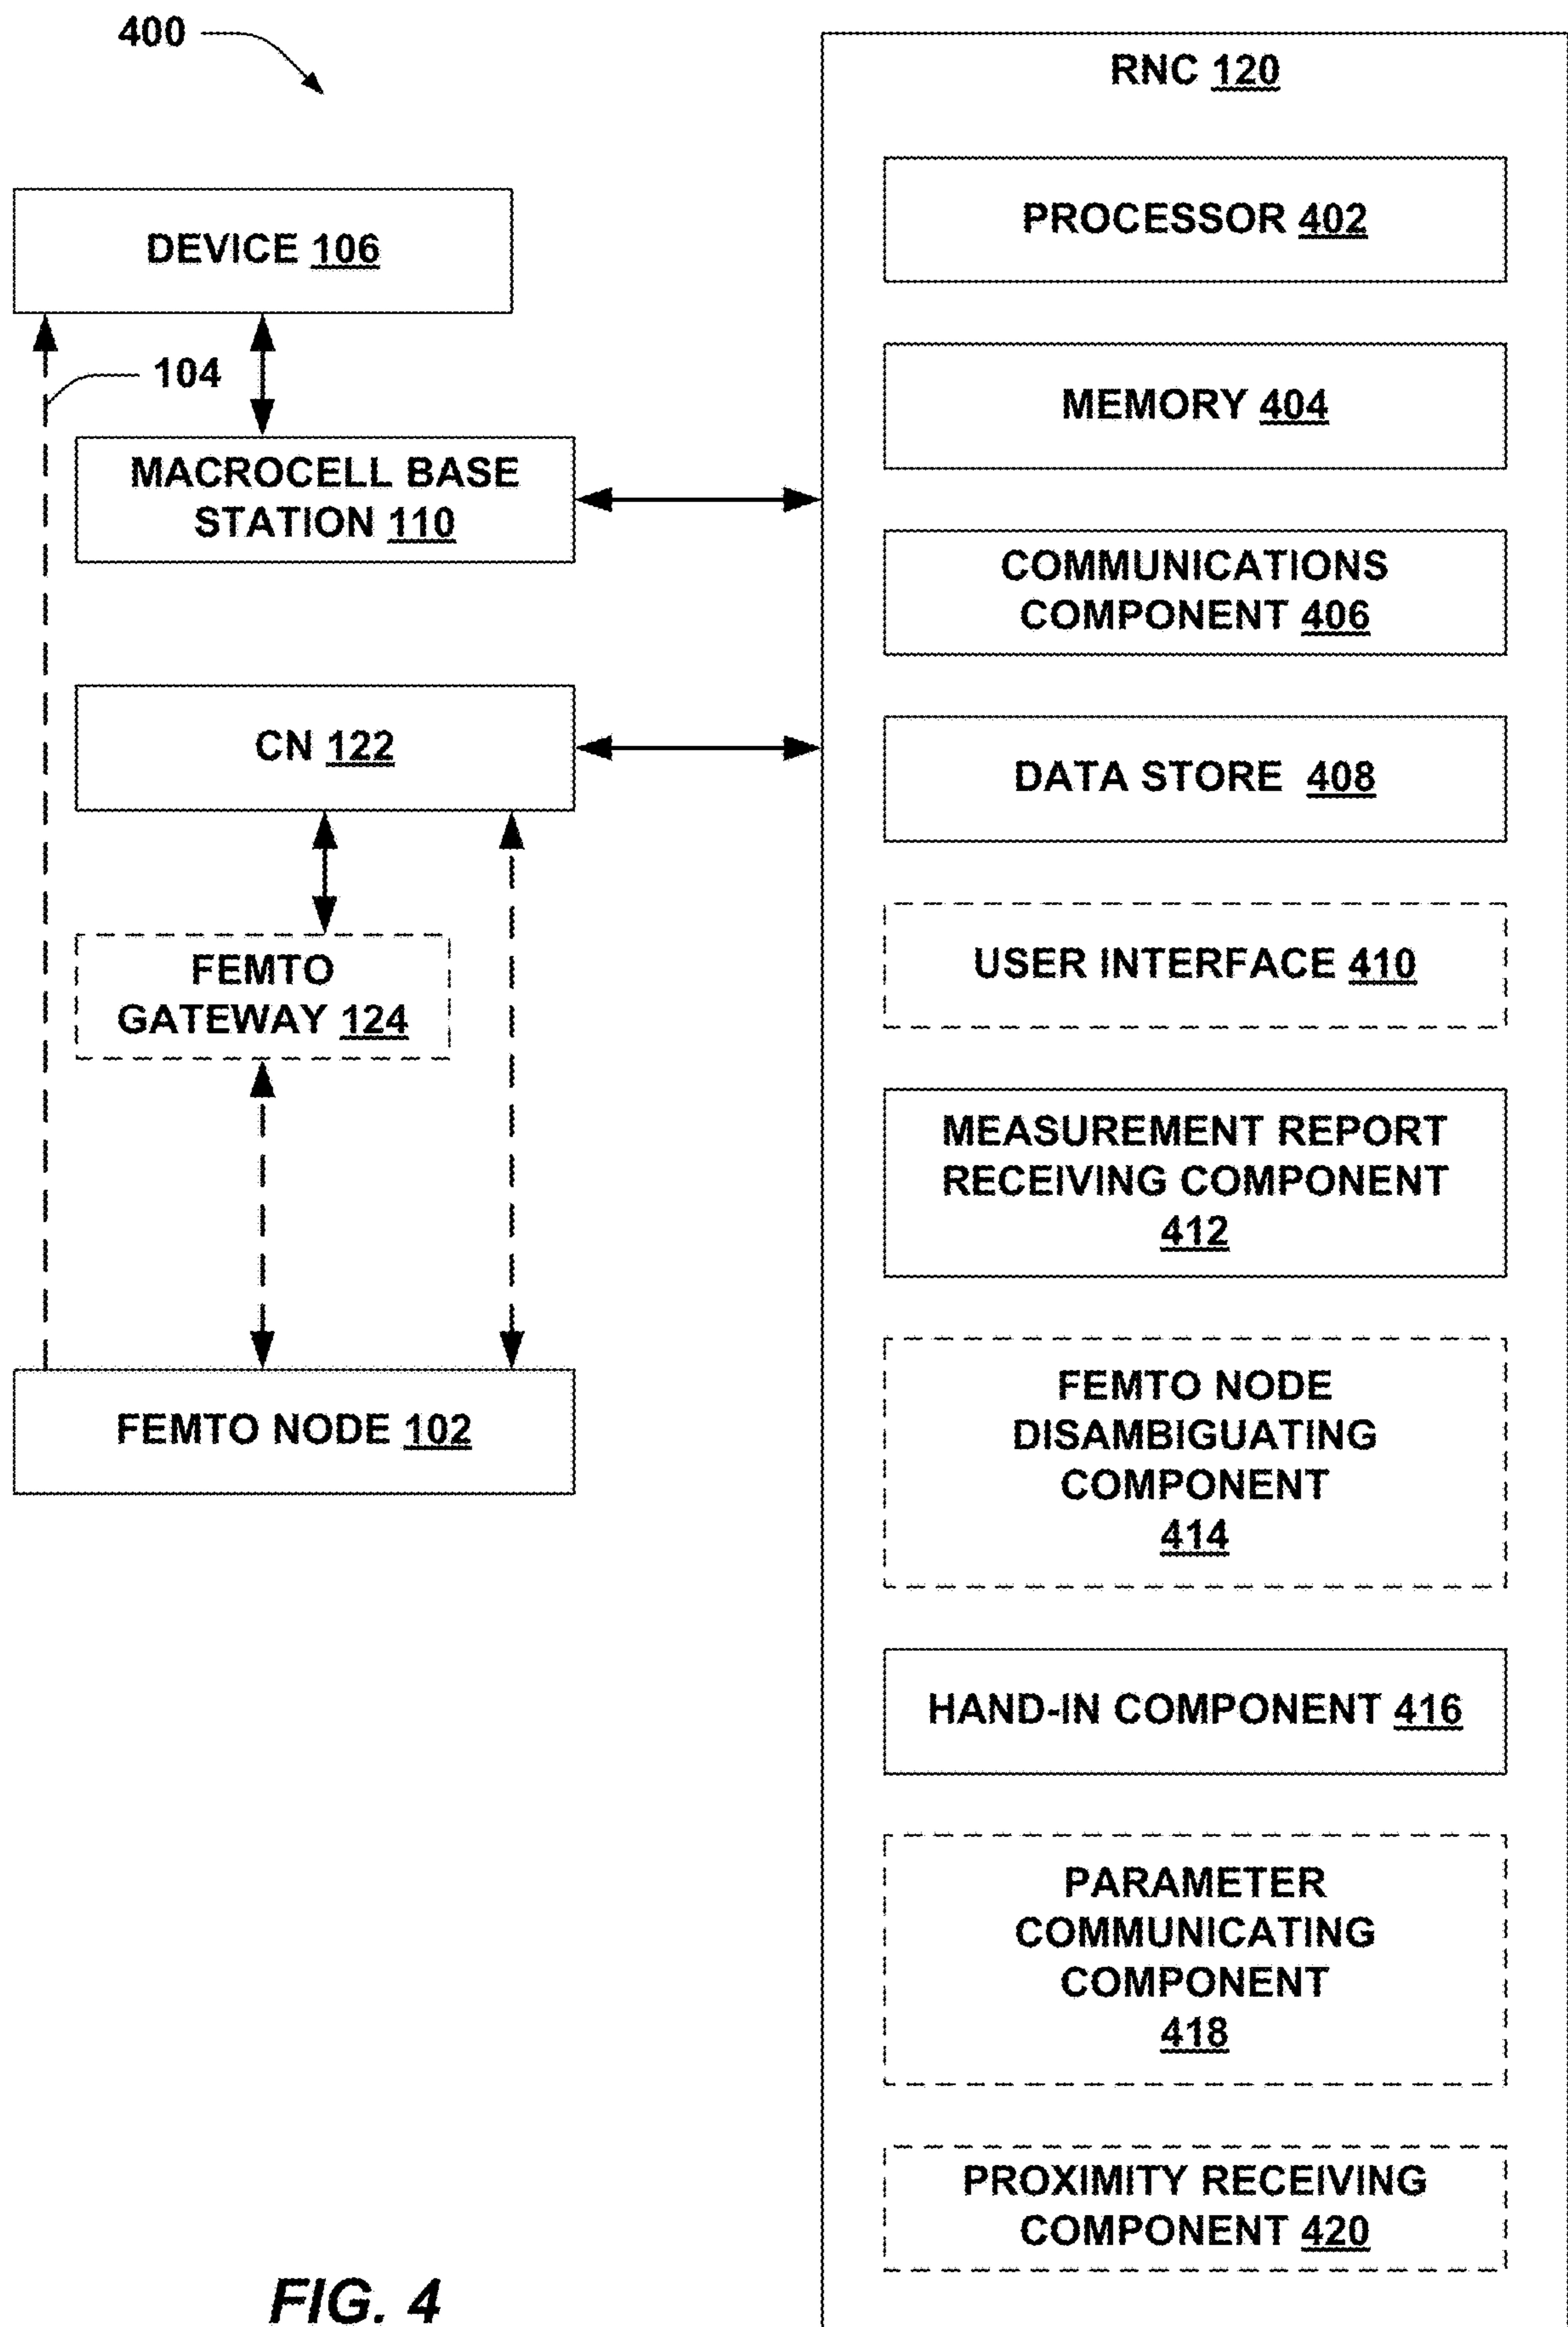 400
DEVICE 106
104
MACROCELL BASE
STATION 110
CN 122
FEMTO
GATEWAY 124
FEMTO NODE 102
RNC 120
PROCESSOR 402
MEMORY 404
COMMUNICATIONS
COMPONENT 406
DATA STORE 408
USER INTERFACE 410
MEASUREMENT REPORT
RECEIVING COMPONENT
412
FEMTO NODE
DISAMBIGUATING
COMPONENT
414
HAND-IN COMPONENT 416
PARAMETER
COMMUNICATING
COMPONENT
418
PROXIMITY RECEIVING
COMPONENT 420
FIG. 4